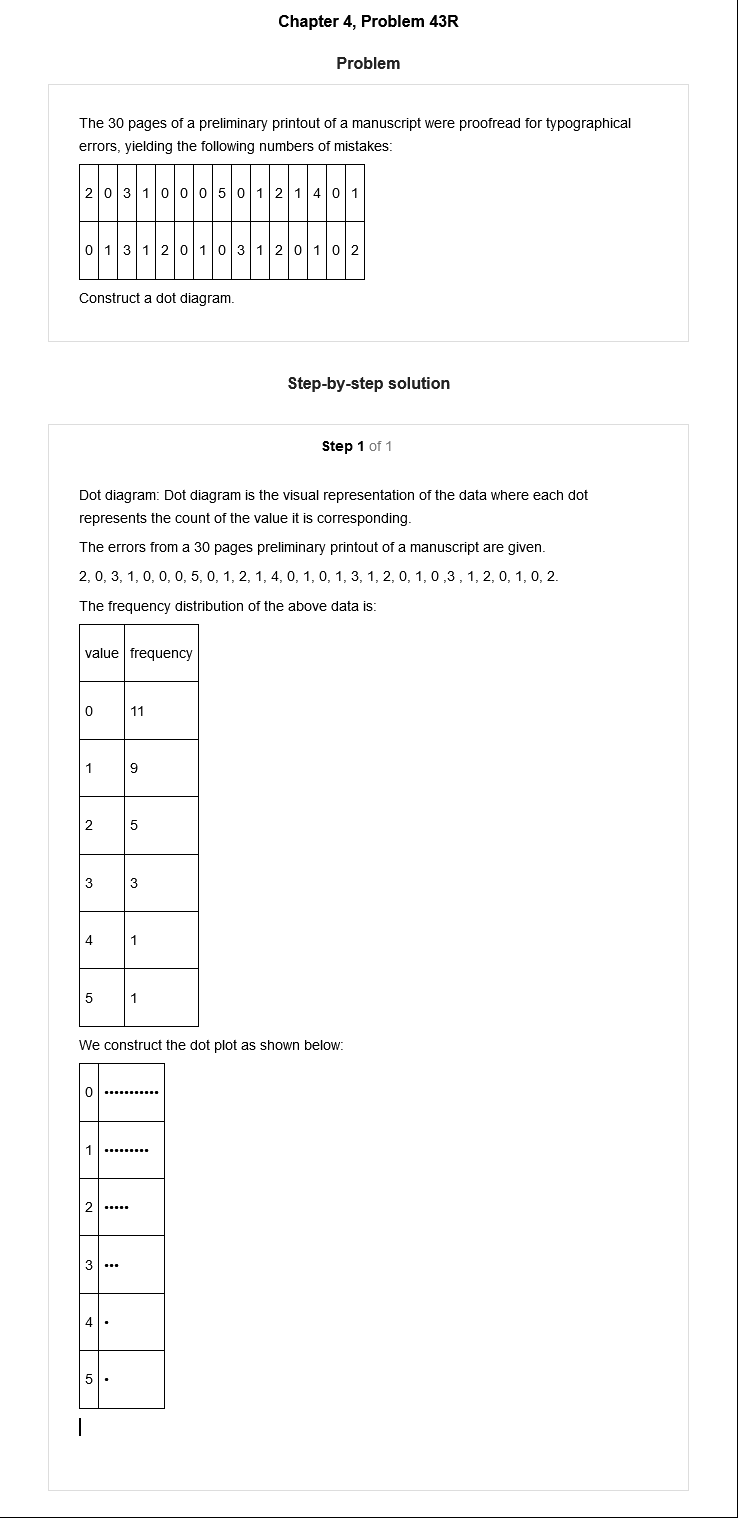 Chapter 4, Problem 43R
Problem
The 30 pages of a preliminary printout of a manuscript were proofread for typographical
errors, yielding the following numbers of mistakes:
2 0 3 1 0 0 0 5 0 1 2 1 4 0 1
0 1 3 1 2 0 1 0 3 1 2 0 1 0 2
Construct a dot diagram.
Step-by-step solution
Step 1 of 1
Dot diagram: Dot diagram is the visual representation of the data where each dot
represents the count of the value it is corresponding.
The errors from a 30 pages preliminary printout of a manuscript are given.
2, 0, 3, 1, 0, 0, 0, 5, 0, 1, 2, 1, 4, 0, 1, 0, 1, 3, 1, 2, 0, 1, 0 ,3 , 1, 2, 0, 1, 0, 2.
The frequency distribution of the above data is:
value frequency
0 11
1 9
2 5
3 3
4 1
5 1
We construct the dot plot as shown below:
0 •••••••••••
1 •••••••••
2 •••••
3 •••
4 •
5 •